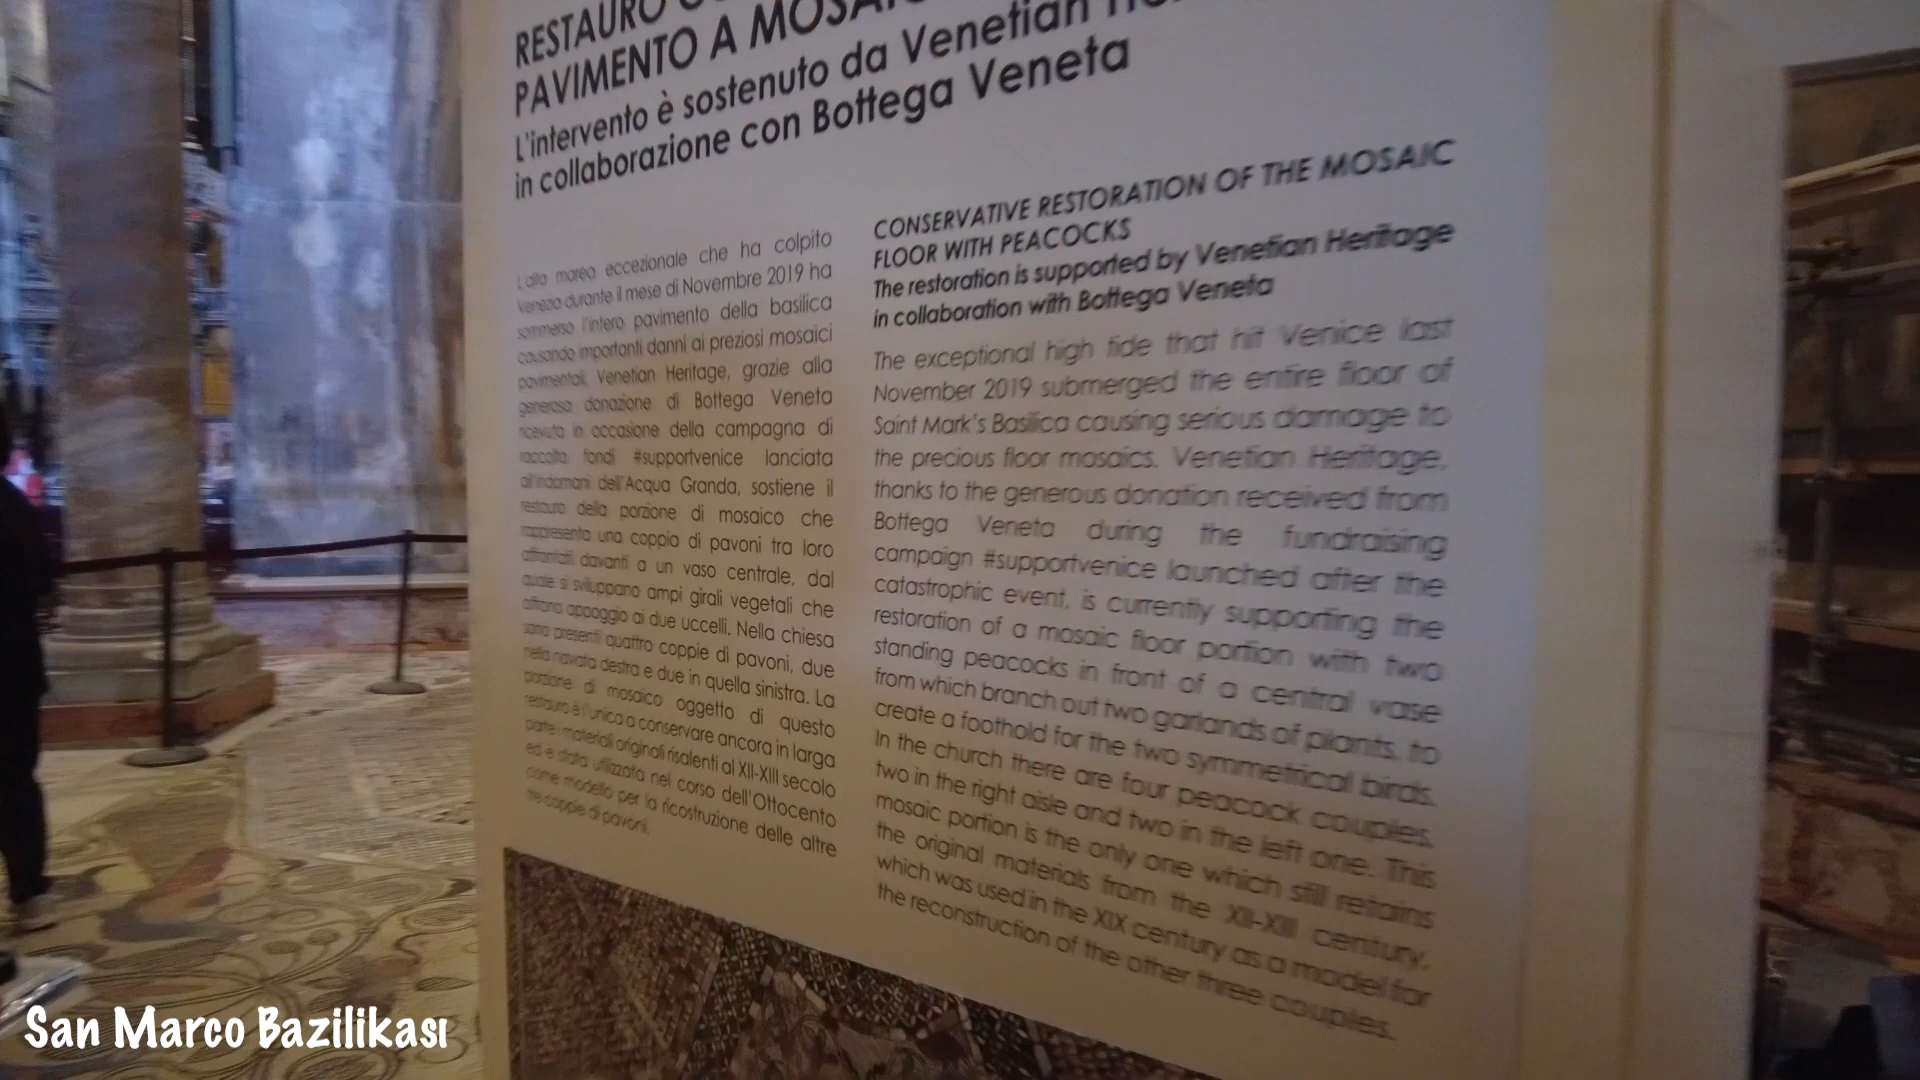 RESTAURO
PAVIMENTO A
L'intervento è sostenuto da Venetian
in collaborazione con Bottega Veneta
L'alta marea eccezionale che ha colpito
Venezia durante il mese di Novembre 2019 ha
sommerso l'intero pavimento della basilica
causando importanti danni ai preziosi mosaici
pavimentali. Venetian Heritage, grazie alla
generosa donazione di Bottega Veneta
ricevuta in occasione della campagna di
raccolta fondi #supportvenice lanciata
all'indomani dell'Acqua Granda, sostiene il
restauro della porzione di mosaico che
rappresenta una coppia di pavoni tra loro
affrontati davanti a un vaso centrale, dal
quale si sviluppano ampi girali vegetali che
offrono appoggio ai due uccelli. Nella chiesa
sono presenti quattro coppie di pavoni, due
nella navata destra e due in quella sinistra. La
porzione di mosaico oggetto di questo
restauro è l'unica a conservare ancora in larga
parte i materiali originali risalenti al XII-XIII secolo
ed è stata utilizzata nel corso dell'Ottocento
come modello per la ricostruzione delle altre
tre coppie di pavoni.
CONSERVATIVE RESTORATION OF THE MOSAIC
FLOOR WITH PEACOCKS
The restoration is supported by Venetian Heritage
in collaboration with Bottega Veneta
The exceptional high tide that hit Venice last
November 2019 submerged the entire floor of
Saint Mark's Basilica causing serious damage to
the precious floor mosaics. Venetian Heritage,
thanks to the generous donation received from
Bottega Veneta during the fundraising
campaign #supportvenice launched after the
catastrophic event, is currently supporting the
restoration of a mosaic floor portion with two
standing peacocks in front of a central vase
from which branch out two garlands of plants, to
create a foothold for the two symmetrical birds.
In the church there are four peacock couples,
two in the right aisle and two in the left one. This
mosaic portion is the only one which still retains
the original materials from the XII-XIII century,
which was used in the XIX century as a model for
the reconstruction of the other three couples.
San Marco Bazilikası